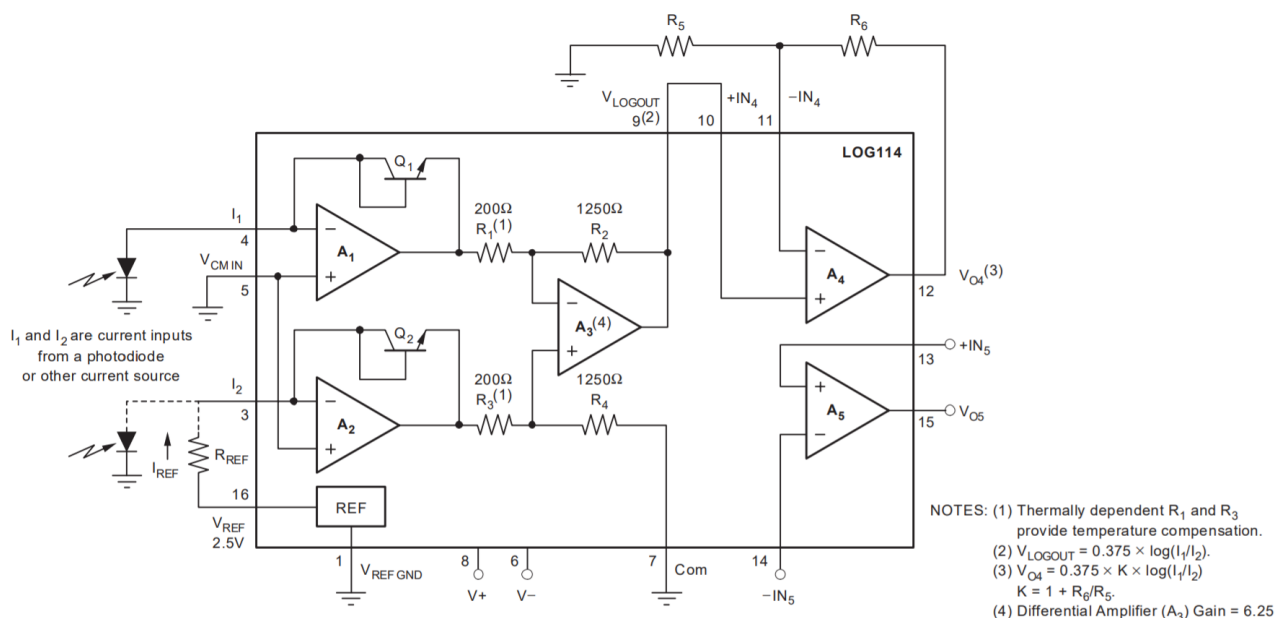 R5
R6
VLOGOUT
+IN4
−IN4
9(2)
10
11
LOG114
Q1
I1
4
200Ω
R1(1)
1250Ω
R2
A1
VCM IN
5
A4
VO4(3)
12
A3(4)
I1 and I2 are current inputs
from a photodiode
or other current source
Q2
+IN5
13
I2
3
200Ω
R3(1)
1250Ω
R4
A2
A5
VO5
15
IREF
RREF
16
REF
VREF
2.5V
1
VREF GND
8
6
7
Com
14
V+
V−
−IN5
NOTES: (1) Thermally dependent R1 and R3
provide temperature compensation.
(2) VLOGOUT = 0.375 × log(I1/I2).
(3) VO4 = 0.375 × K × log(I1/I2)
K = 1 + R6/R5.
(4) Differential Amplifier (A3) Gain = 6.25